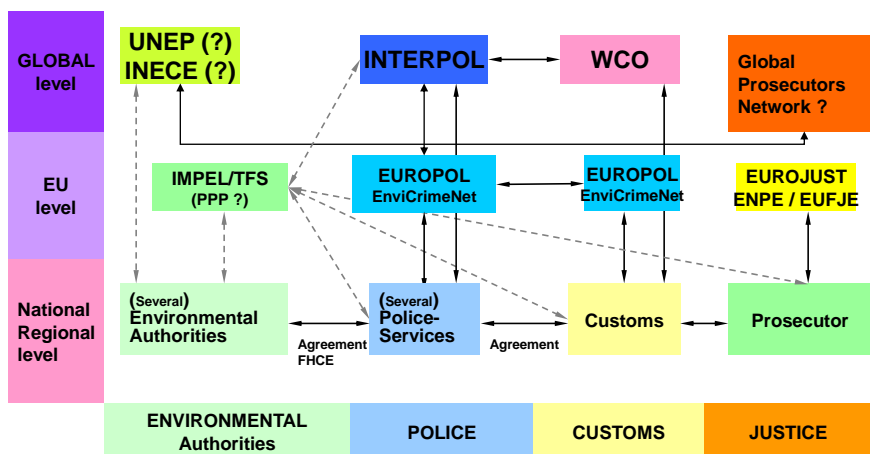 GLOBAL
level
UNEP (?)
INECE (?)
INTERPOL
WCO
Global
Prosecutors
Network ?
EU
level
IMPEL/TFS
(PPP ?)
EUROPOL
EnviCrimeNet
EUROPOL
EnviCrimeNet
EUROJUST
ENPE / EUFJE
National
Regional
level
(Several)
Environmental
Authorities
Agreement
FHCE
(Several)
Police-
Services
Agreement
Customs
Prosecutor
ENVIRONMENTAL
Authorities
POLICE
CUSTOMS
JUSTICE